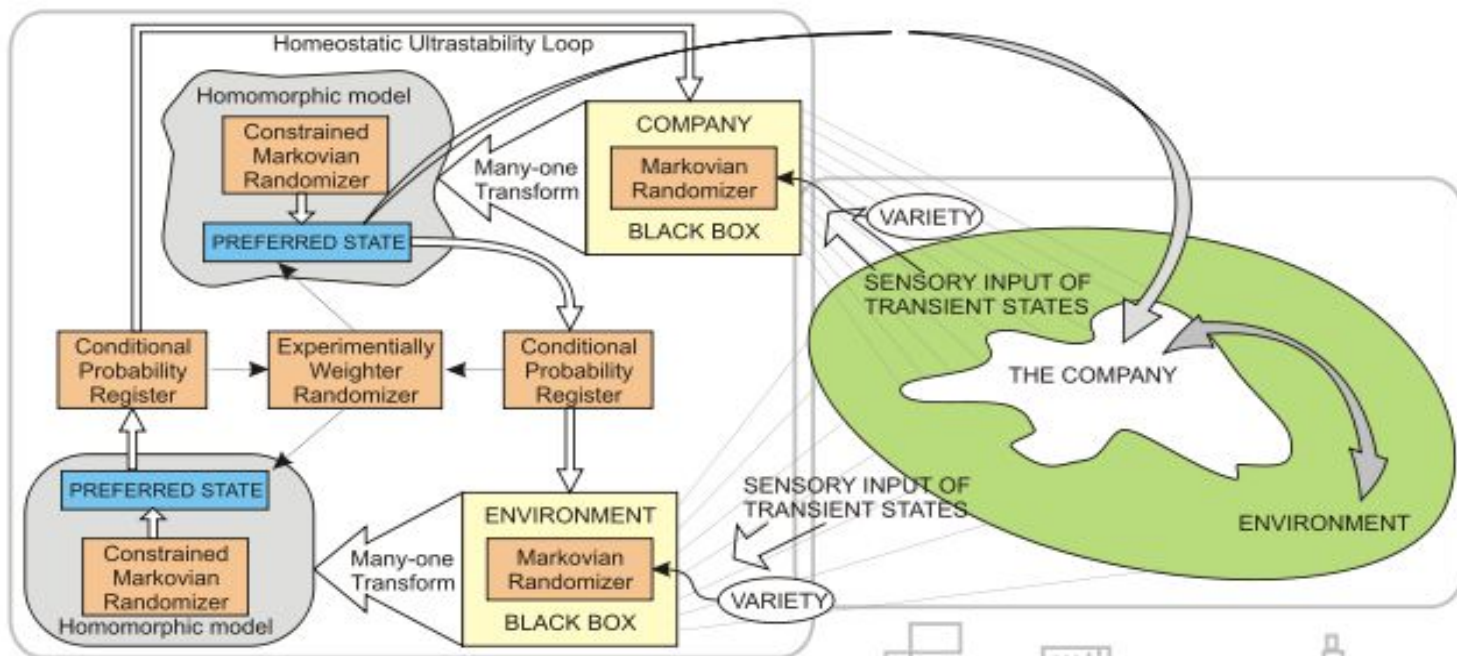 Homeostatic Ultrastability Loop
Homomorphic model
Constrained
Markovian
Randomizer
PREFERRED STATE
Many-one
Transform
COMPANY
Markovian
Randomizer
BLACK BOX
VARIETY
SENSORY INPUT OF
TRANSIENT STATES
THE COMPANY
ENVIRONMENT
Conditional
Probability
Register
Experimentially
Weighter
Randomizer
Conditional
Probability
Register
PREFERRED STATE
Constrained
Markovian
Randomizer
Homomorphic model
Many-one
Transform
ENVIRONMENT
Markovian
Randomizer
BLACK BOX
SENSORY INPUT OF
TRANSIENT STATES
VARIETY